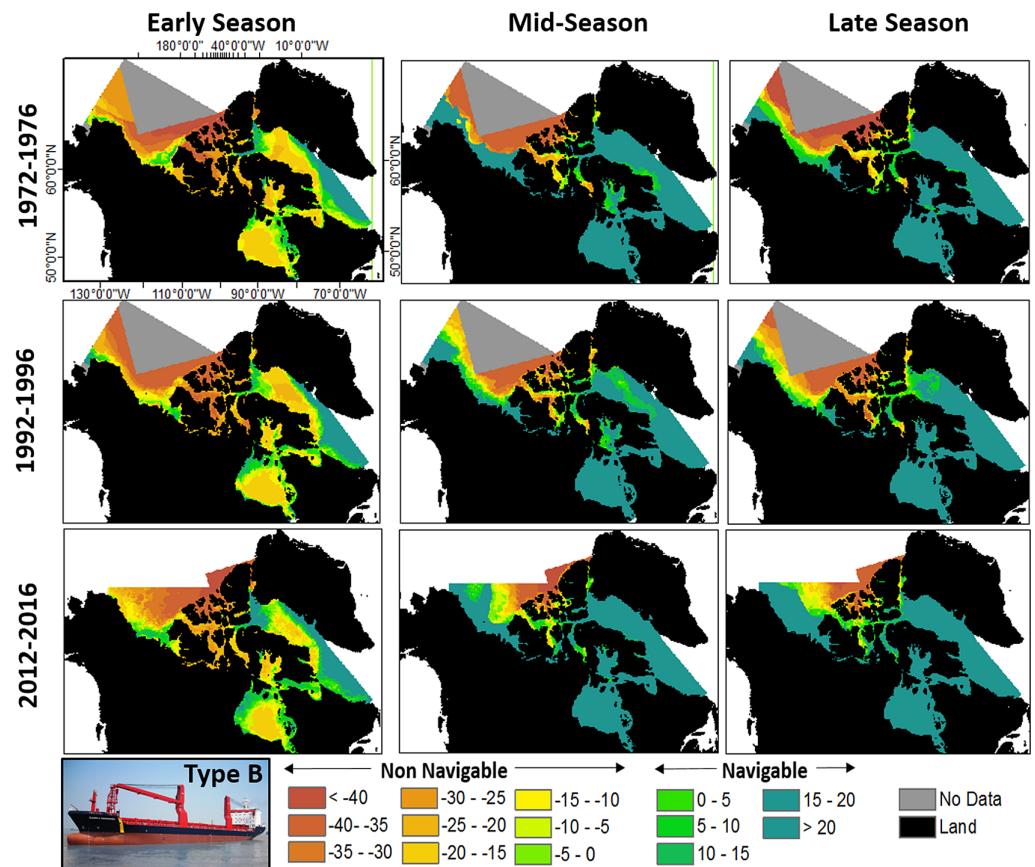 Early Season
Mid-Season
Late Season
180°0'0"
40°0'0"W
10°0'0"W
1972-1976
60°0'0"N
50°0'0"N
60°0'0"N
50°0'0"N
130°0'0"W
110°0'0"W
90°0'0"W
70°0'0"W
1992-1996
2012-2016
Type B
Non Navigable
Navigable
< -40
-30 - -25
-15 - -10
0 - 5
15 - 20
No Data
-40 - -35
-25 - -20
-10 - -5
5 - 10
> 20
Land
-35 - -30
-20 - -15
-5 - 0
10 - 15